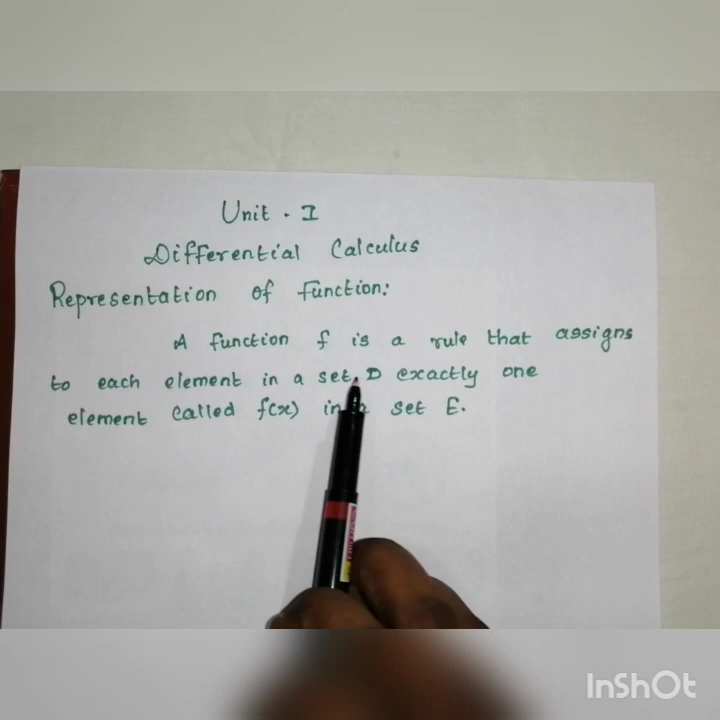 Unit - I
Differential Calculus
Representation of Function:
A function f is a rule that assigns
to each element in a set D exactly one
element called f(x) in a set E.
InShOt